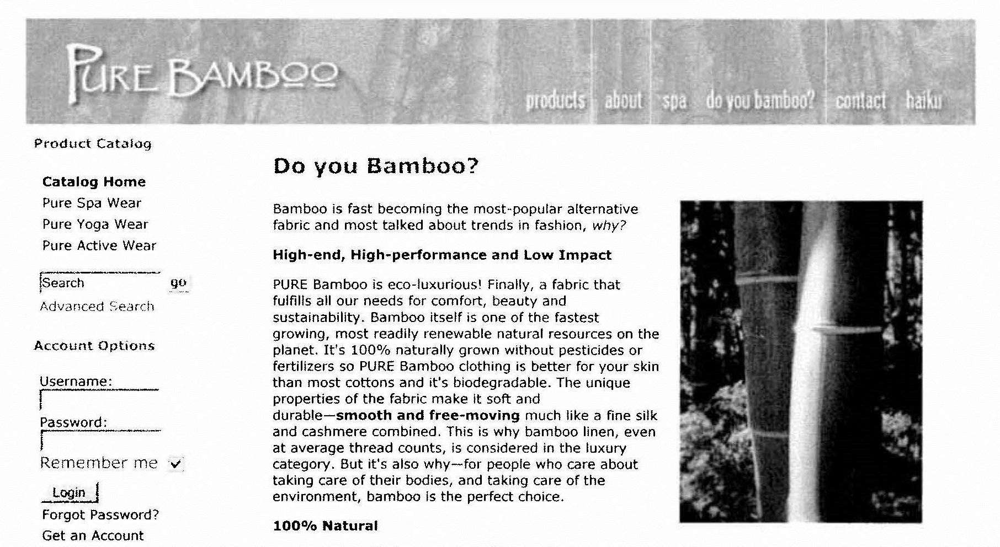 PURE BAMBOO
products about spa do you bamboo? contact haiku
Product Catalog
Catalog Home
Pure Spa Wear
Pure Yoga Wear
Pure Active Wear
Search go
Advanced Search
Account Options
Username:
Password:
Remember me
Login
Forgot Password?
Get an Account
Do you Bamboo?
Bamboo is fast becoming the most-popular alternative
fabric and most talked about trends in fashion, why?
High-end, High-performance and Low Impact
PURE Bamboo is eco-luxurious! Finally, a fabric that
fulfills all our needs for comfort, beauty and
sustainability. Bamboo itself is one of the fastest
growing, most readily renewable natural resources on the
planet. It's 100% naturally grown without pesticides or
fertilizers so PURE Bamboo clothing is better for your skin
than most cottons and it's biodegradable. The unique
properties of the fabric make it soft and
durable—smooth and free-moving much like a fine silk
and cashmere combined. This is why bamboo linen, even
at average thread counts, is considered in the luxury
category. But it's also why—for people who care about
taking care of their bodies, and taking care of the
environment, bamboo is the perfect choice.
100% Natural